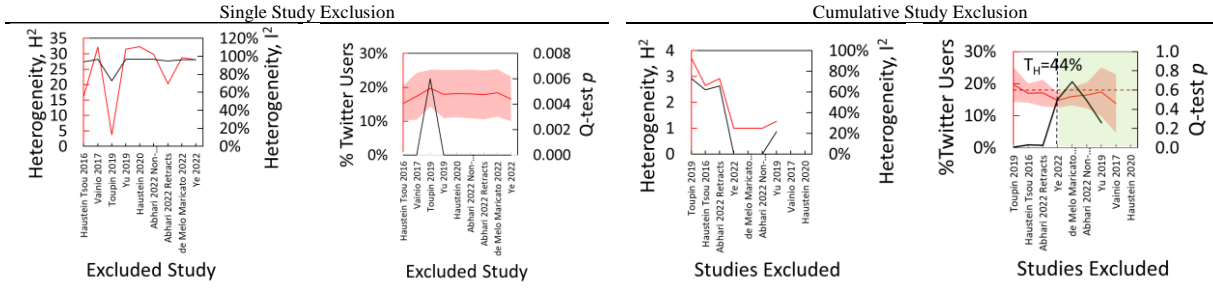 Single Study Exclusion
Cumulative Study Exclusion
Heterogeneity, H²
35
30
25
20
15
10
5
0
120%
100%
80%
60%
40%
20%
0%
Heterogeneity, I²
Haustein Tsou 2016
Vainio 2017
Toupin 2019
Yu 2019
Haustein 2020
Abhari 2022 Non-...
Abhari 2022 Retracts
de Melo Maricato 2022
Ye 2022
Excluded Study
% Twitter Users
30%
20%
10%
0%
0.008
0.006
0.004
0.002
0.000
Q-test p
Haustein Tsou 2016
Vainio 2017
Toupin 2019
Yu 2019
Haustein 2020
Abhari 2022 Non-...
Abhari 2022 Retracts
de Melo Maricato 2022
Ye 2022
Excluded Study
Heterogeneity, H²
4
3
2
1
0
100%
80%
60%
40%
20%
0%
Heterogeneity, I²
Toupin 2019
Haustein Tsou 2016
Abhari 2022 Retracts
Ye 2022
de Melo Maricato...
Abhari 2022 Non-...
Yu 2019
Vainio 2017
Haustein 2020
Studies Excluded
%Twitter Users
30%
20%
10%
0%
T_H=44%
1.0
0.8
0.6
0.4
0.2
0.0
Q-test p
Toupin 2019
Haustein Tsou 2016
Abhari 2022 Retracts
Ye 2022
de Melo Maricato...
Abhari 2022 Non-...
Yu 2019
Vainio 2017
Haustein 2020
Studies Excluded